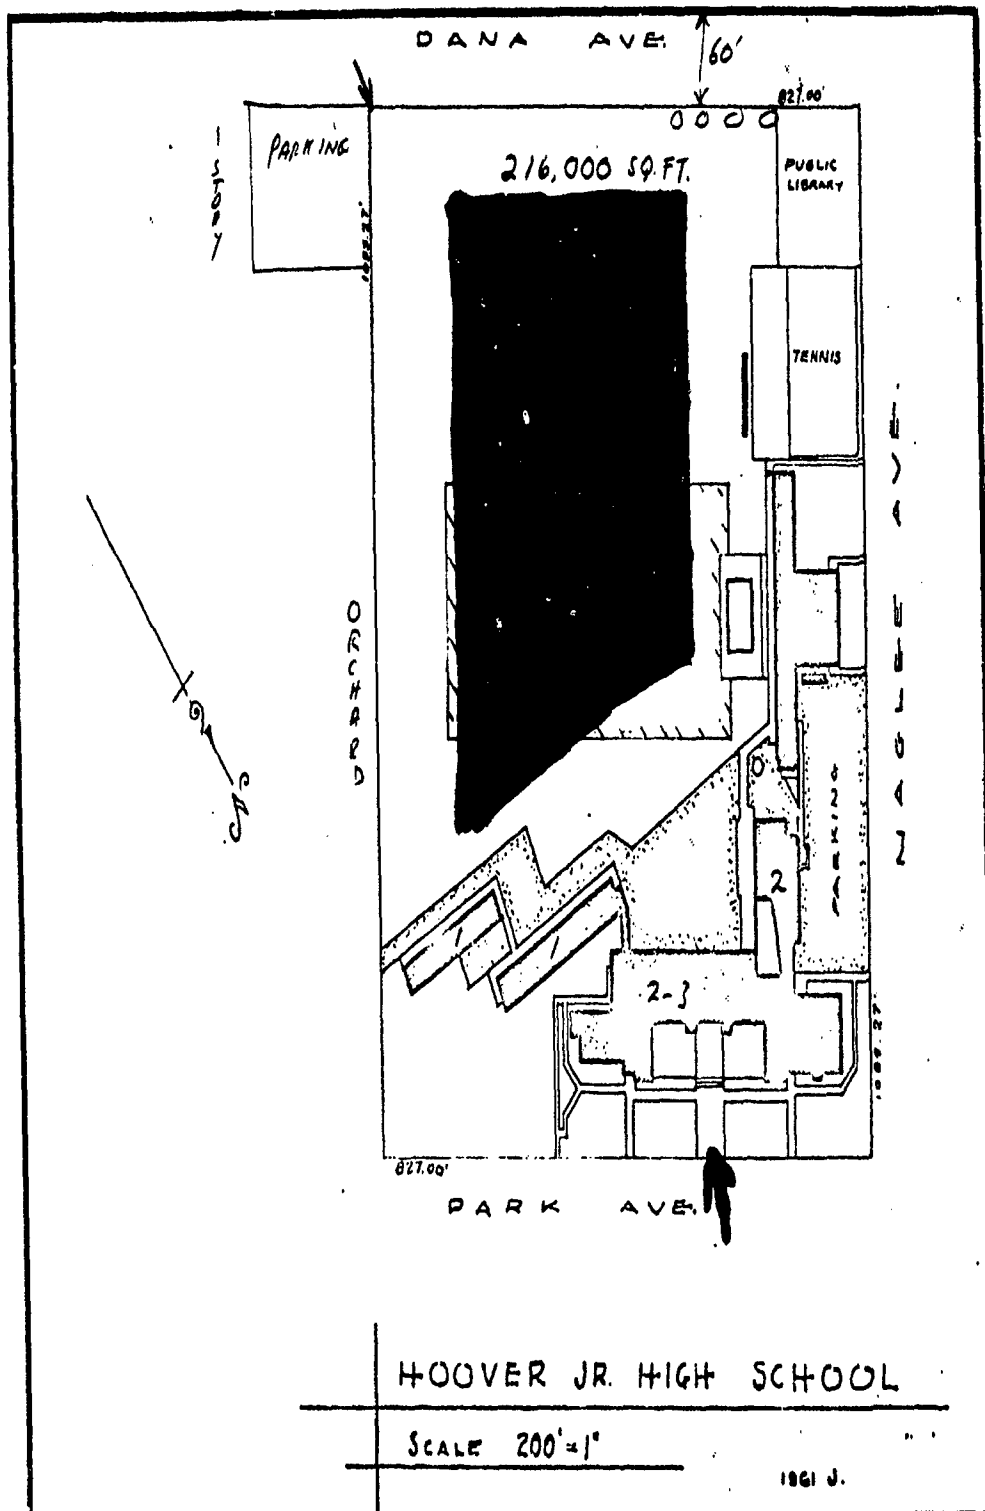 DANA AVE.
60'
827.00'
PARKING
1 STORY
216,000 SQ.FT.
PUBLIC
LIBRARY
TENNIS
NAGLEE AVE.
ORCHARD
PARKING
2
1
1
2-3
827.00'
PARK AVE.
HOOVER JR. HIGH SCHOOL
SCALE 200'=1"
1961 J.